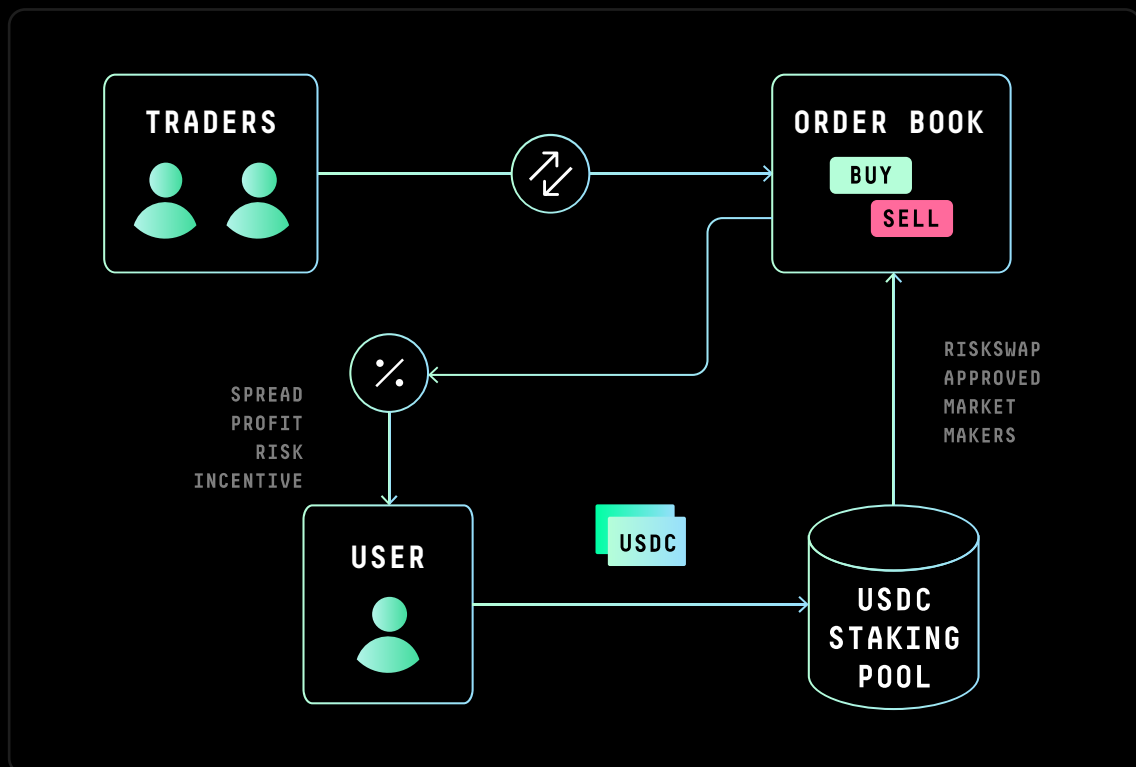 TRADERS
ORDER BOOK
BUY
SELL
RISKSWAP
APPROVED
MARKET
MAKERS
SPREAD
PROFIT
RISK
INCENTIVE
USER
USDC
USDC
STAKING
POOL